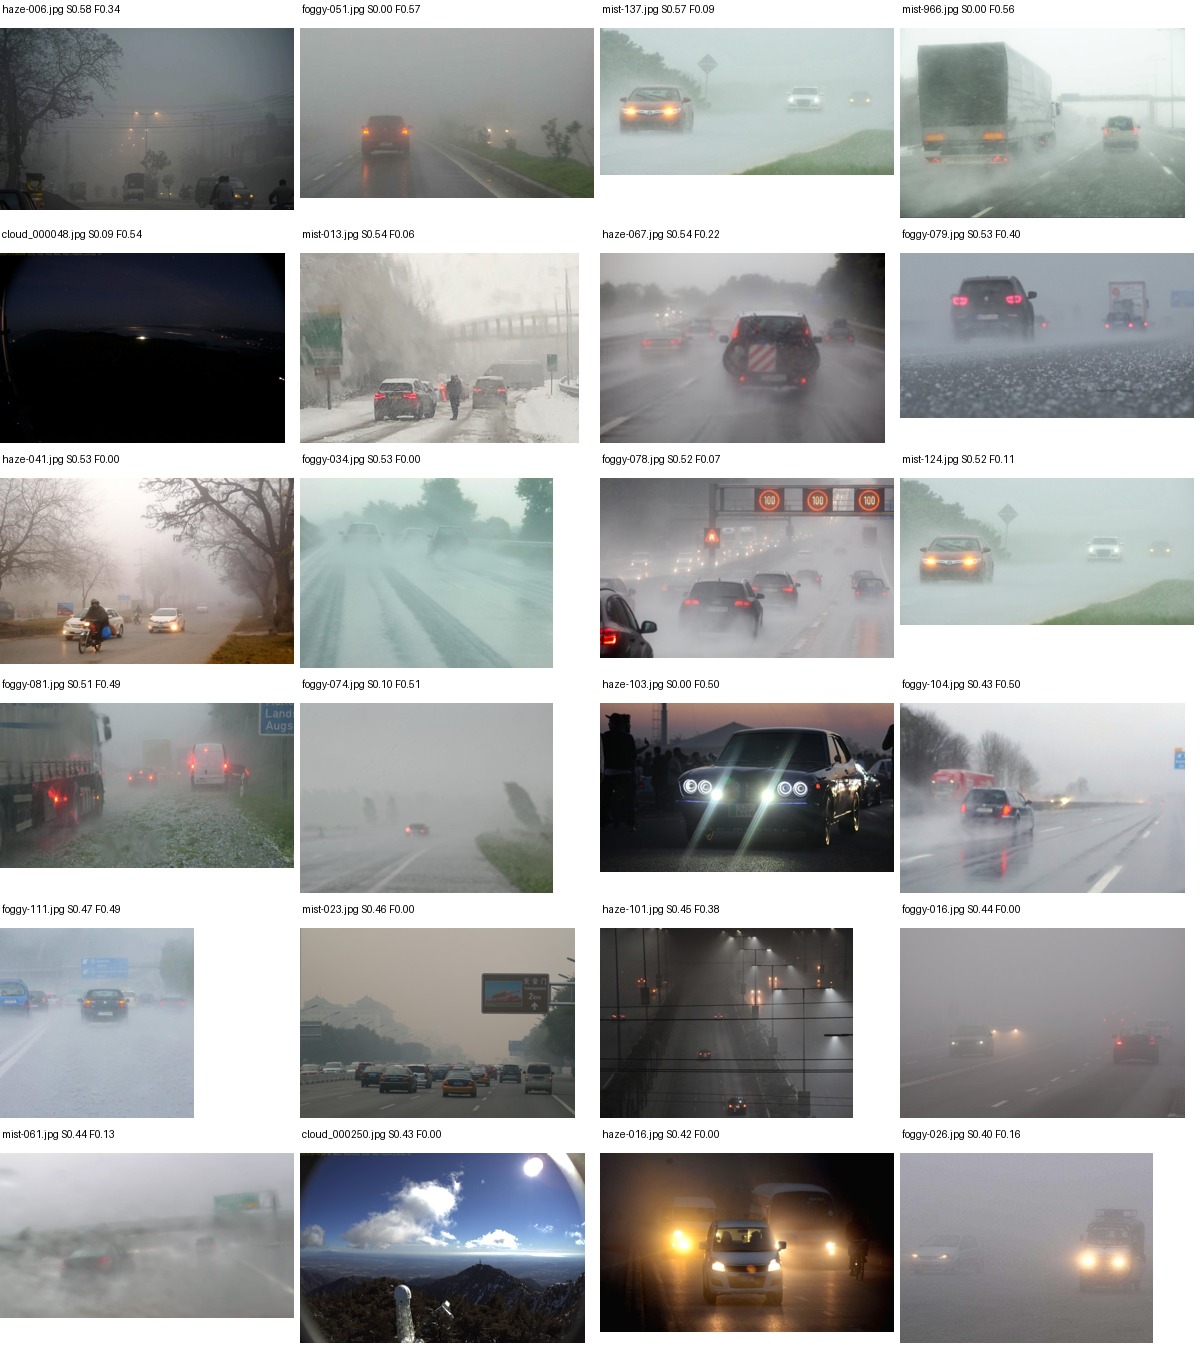 haze-006.jpg S0.58 F0.34
foggy-051.jpg S0.00 F0.57
mist-137.jpg S0.57 F0.09
mist-966.jpg S0.00 F0.56
cloud_000048.jpg S0.09 F0.54
mist-013.jpg S0.54 F0.06
haze-067.jpg S0.54 F0.22
foggy-079.jpg S0.53 F0.40
haze-041.jpg S0.53 F0.00
foggy-034.jpg S0.53 F0.00
foggy-078.jpg S0.52 F0.07
mist-124.jpg S0.52 F0.11
100
100
100
foggy-081.jpg S0.51 F0.49
foggy-074.jpg S0.10 F0.51
haze-103.jpg S0.00 F0.50
foggy-104.jpg S0.43 F0.50
Land
Augs
foggy-111.jpg S0.47 F0.49
mist-023.jpg S0.46 F0.00
haze-101.jpg S0.45 F0.38
foggy-016.jpg S0.44 F0.00
mist-061.jpg S0.44 F0.13
cloud_000250.jpg S0.43 F0.00
haze-016.jpg S0.42 F0.00
foggy-026.jpg S0.40 F0.16